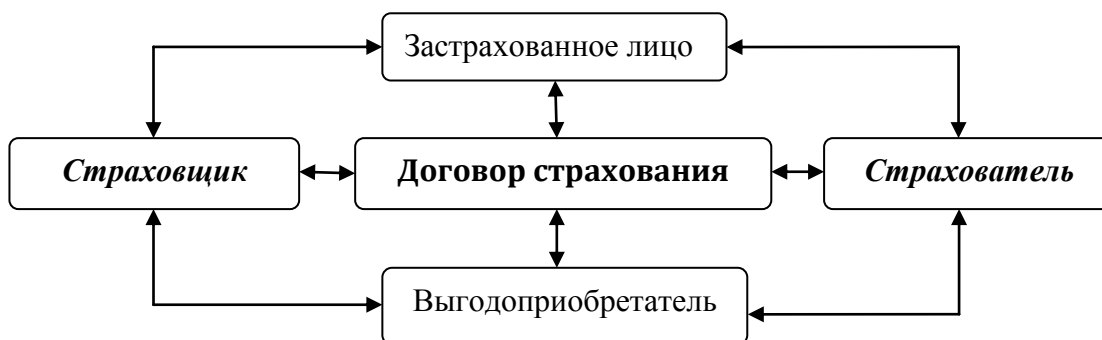 Застрахованное лицо
Страховщик
Договор страхования
Страхователь
Выгодоприобретатель